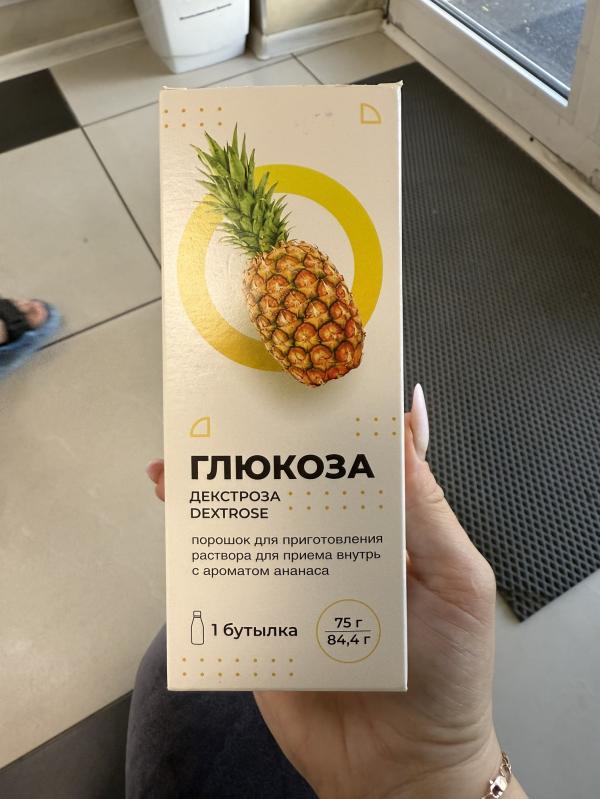 ГЛЮКОЗА
ДЕКСТРОЗА
DEXTROSE
порошок для приготовления
раствора для приема внутрь
с ароматом ананаса
1 бутылка
75 г
84,4 г